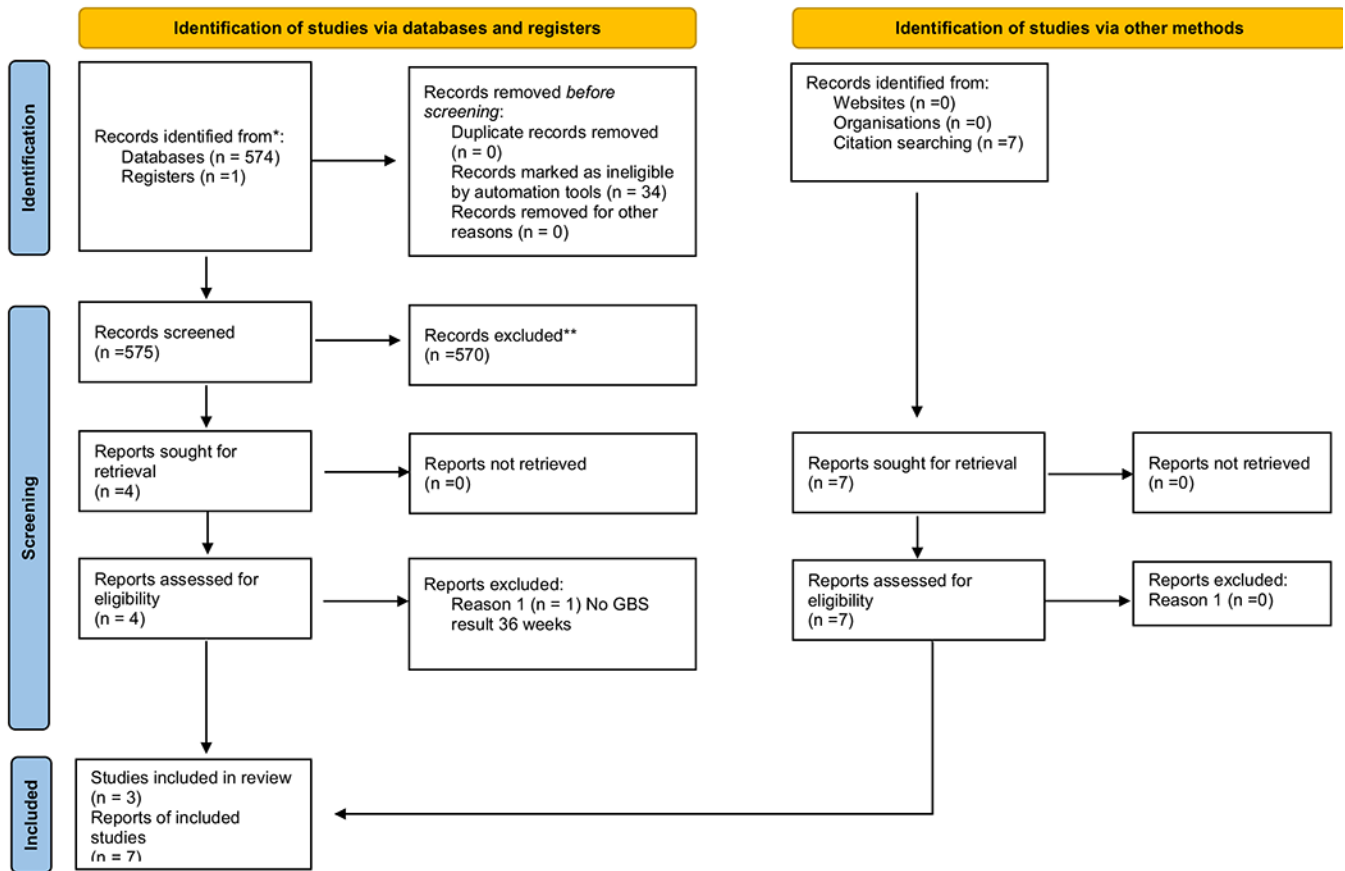 Identification of studies via databases and registers
Identification of studies via other methods
Identification
Records identified from*:
Databases (n = 574)
Registers (n =1)
Records removed before
screening:
Duplicate records removed
(n = 0)
Records marked as ineligible
by automation tools (n = 34)
Records removed for other
reasons (n = 0)
Records identified from:
Websites (n =0)
Organisations (n =0)
Citation searching (n =7)
Screening
Records screened
(n =575)
Records excluded**
(n =570)
Reports sought for
retrieval
(n =4)
Reports not retrieved
(n =0)
Reports sought for retrieval
(n =7)
Reports not retrieved
(n =0)
Reports assessed for
eligibility
(n = 4)
Reports excluded:
Reason 1 (n = 1) No GBS
result 36 weeks
Reports assessed for
eligibility
(n =7)
Reports excluded:
Reason 1 (n =0)
Included
Studies included in review
(n = 3)
Reports of included
studies
(n = 7)